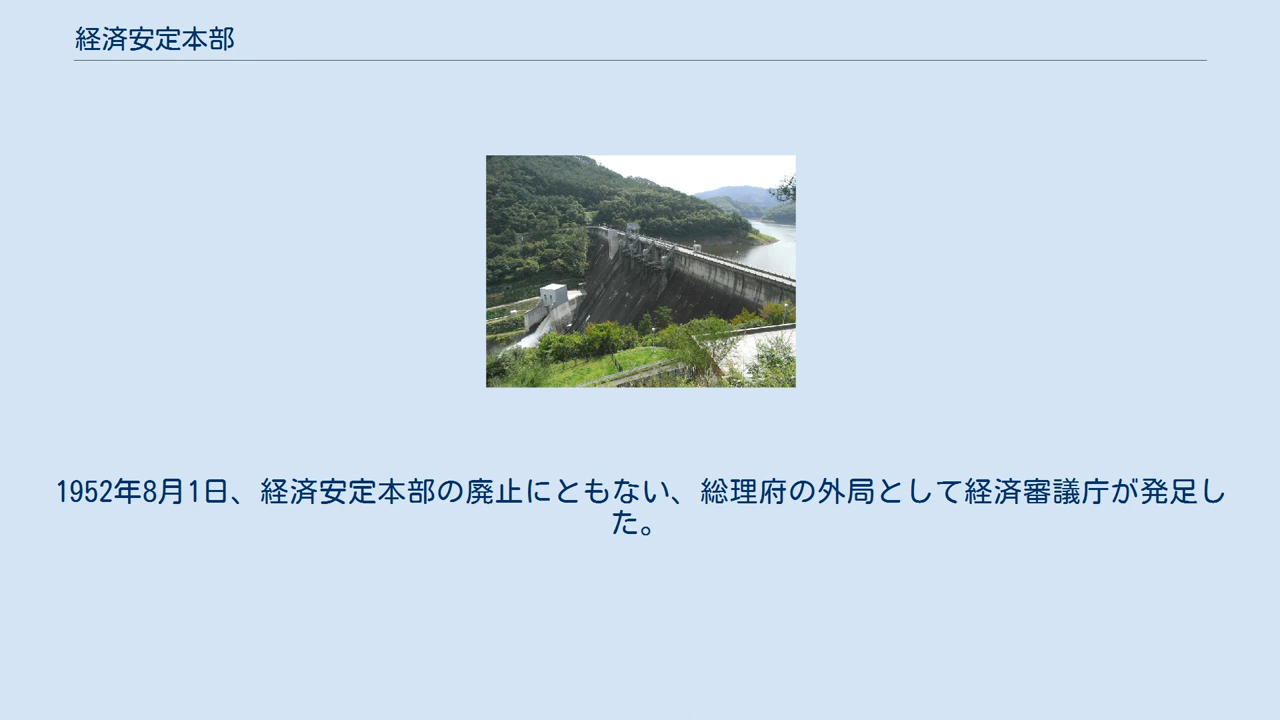 経済安定本部
1952年8月1日、経済安定本部の廃止にともない、総理府の外局として経済審議庁が発足し
た。